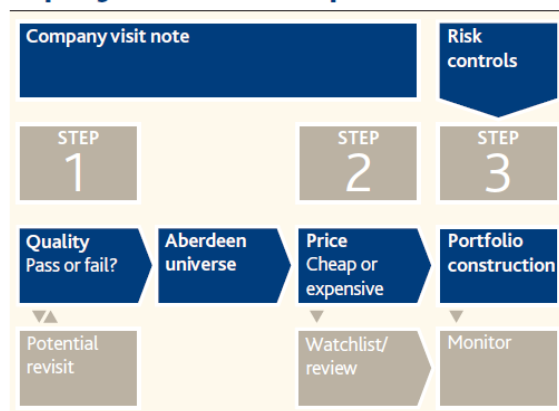 Company visit note
Risk
controls
STEP
1
STEP
2
STEP
3
Quality
Pass or fail?
Aberdeen
universe
Price
Cheap or
expensive
Portfolio
construction
Potential
revisit
Watchlist/
review
Monitor